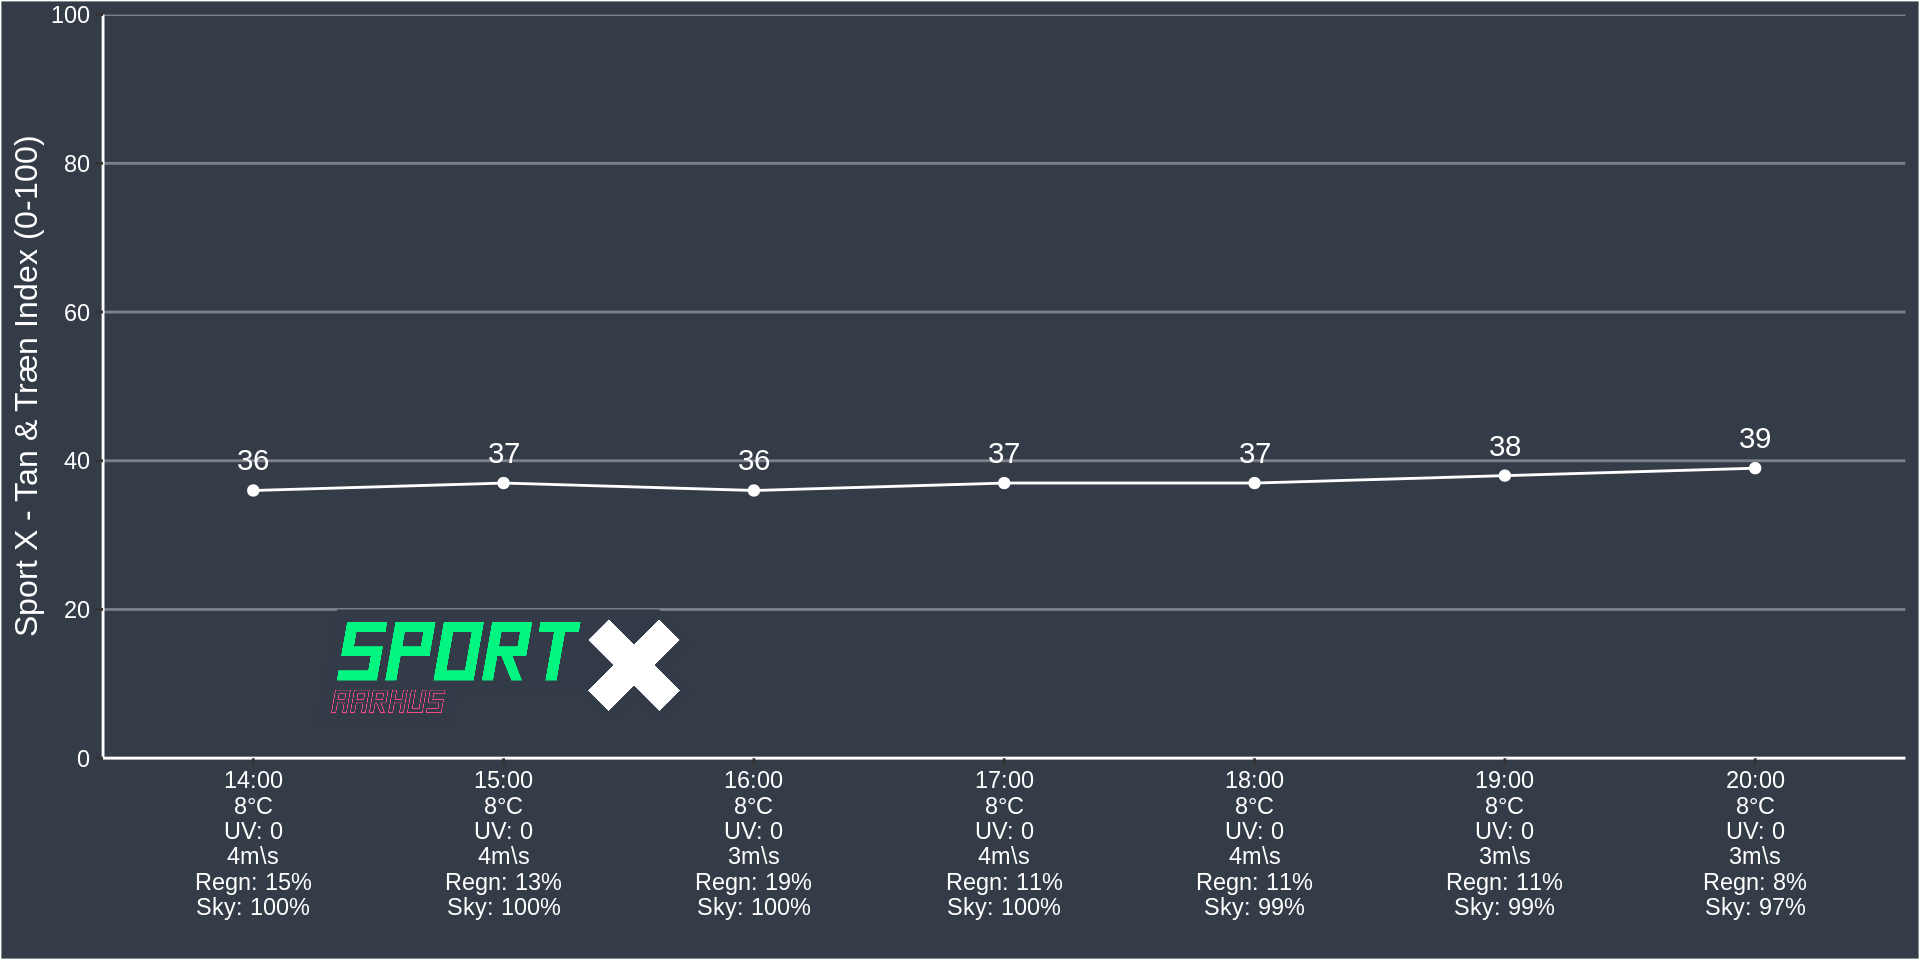 Sport X - Tan & Træn Index (0-100)
100
80
60
40
20
0
36
37
36
37
37
38
39
SPORT X
AARHUS
14:00
8°C
UV: 0
4m\s
Regn: 15%
Sky: 100%
15:00
8°C
UV: 0
4m\s
Regn: 13%
Sky: 100%
16:00
8°C
UV: 0
3m\s
Regn: 19%
Sky: 100%
17:00
8°C
UV: 0
4m\s
Regn: 11%
Sky: 100%
18:00
8°C
UV: 0
4m\s
Regn: 11%
Sky: 99%
19:00
8°C
UV: 0
3m\s
Regn: 11%
Sky: 99%
20:00
8°C
UV: 0
3m\s
Regn: 8%
Sky: 97%